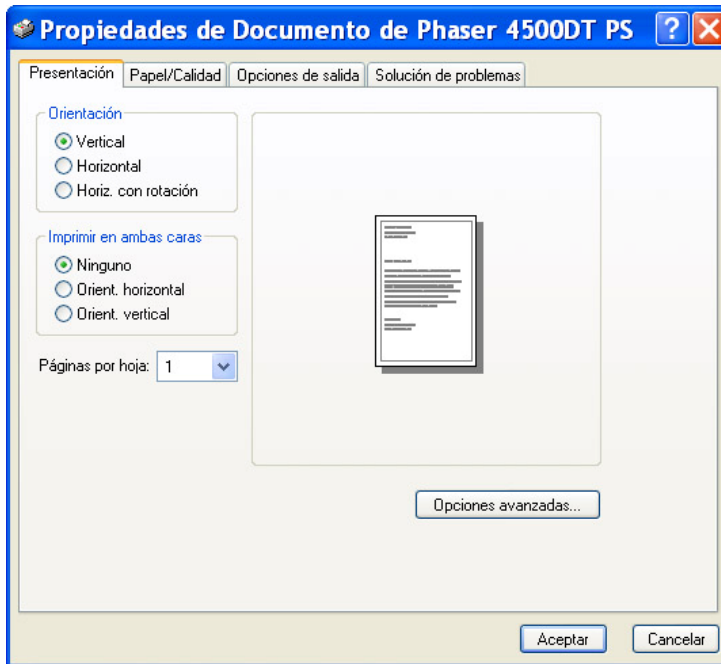 Propiedades de Documento de Phaser 4500DT PS
Presentación Papel/Calidad Opciones de salida Solución de problemas
Orientación
Vertical
Horizontal
Horiz. con rotación
Imprimir en ambas caras
Ninguno
Orient. horizontal
Orient. vertical
Páginas por hoja: 1
Opciones avanzadas...
Aceptar Cancelar